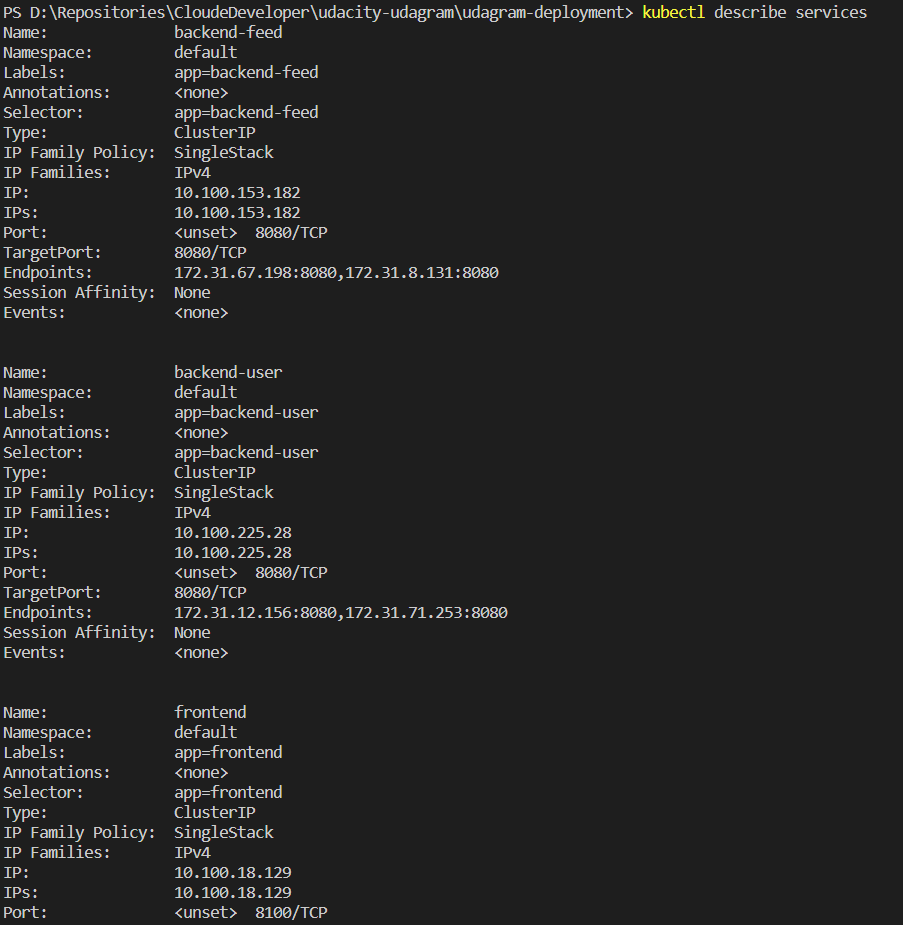 PS D:\Repositories\CloudeDeveloper\udacity-udagram\udagram-deployment> kubectl describe services
Name:              backend-feed
Namespace:         default
Labels:            app=backend-feed
Annotations:       <none>
Selector:          app=backend-feed
Type:              ClusterIP
IP Family Policy:  SingleStack
IP Families:       IPv4
IP:                10.100.153.182
IPs:               10.100.153.182
Port:              <unset>  8080/TCP
TargetPort:        8080/TCP
Endpoints:         172.31.67.198:8080,172.31.8.131:8080
Session Affinity:  None
Events:            <none>

Name:              backend-user
Namespace:         default
Labels:            app=backend-user
Annotations:       <none>
Selector:          app=backend-user
Type:              ClusterIP
IP Family Policy:  SingleStack
IP Families:       IPv4
IP:                10.100.225.28
IPs:               10.100.225.28
Port:              <unset>  8080/TCP
TargetPort:        8080/TCP
Endpoints:         172.31.12.156:8080,172.31.71.253:8080
Session Affinity:  None
Events:            <none>

Name:              frontend
Namespace:         default
Labels:            app=frontend
Annotations:       <none>
Selector:          app=frontend
Type:              ClusterIP
IP Family Policy:  SingleStack
IP Families:       IPv4
IP:                10.100.18.129
IPs:               10.100.18.129
Port:              <unset>  8100/TCP